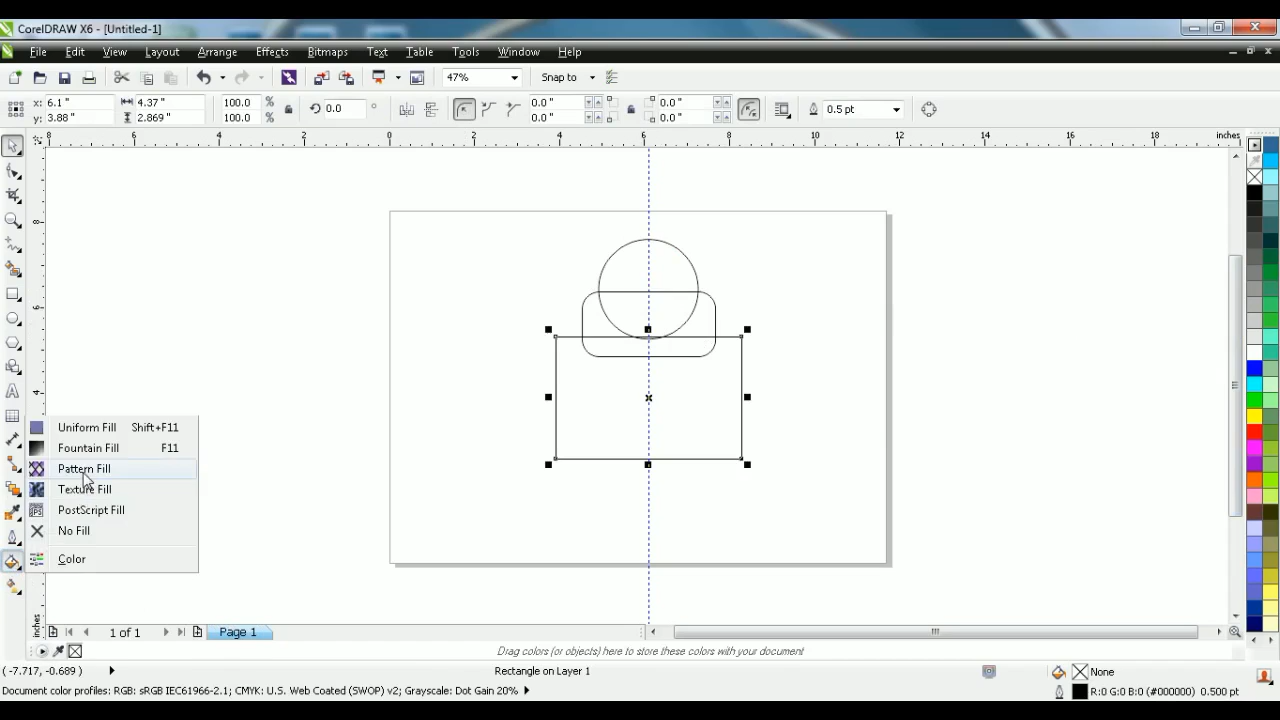 CorelDRAW X6 - [Untitled-1]
File Edit View Layout Arrange Effects Bitmaps Text Table Tools Window Help
47% Snap to
x: 6.1 " 4.37 " 100.0 % 0.0 ° 0.0 " 0.0 " 0.5 pt
y: 3.88 " 2.869 " 100.0 % 0.0 " 0.0 "
8 6 2 0 2 4 6 8 10 12 14 16 18 inches
8
6
4
Uniform Fill Shift+F11
Fountain Fill F11
Pattern Fill
Texture Fill
PostScript Fill
No Fill
Color
inches
1 of 1 Page 1
Drag colors (or objects) here to store these colors with your document
( -7.717, -0.689 ) Rectangle on Layer 1 None
Document color profiles: RGB: sRGB IEC61966-2.1; CMYK: U.S. Web Coated (SWOP) v2; Grayscale: Dot Gain 20% R:0 G:0 B:0 (#000000) 0.500 pt